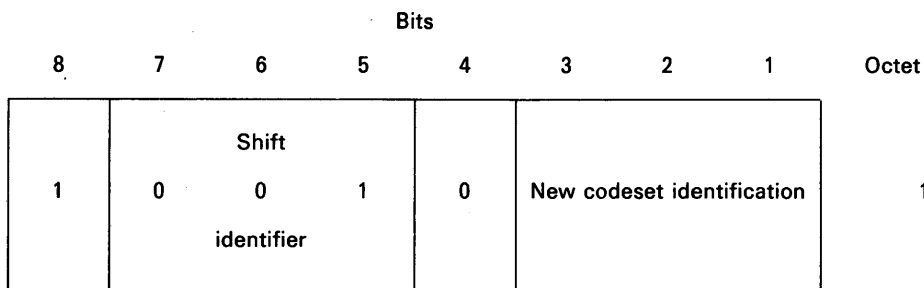 Bits
8 7 6 5 4 3 2 1 Octet
Shift
1 0 0 1 0 New codeset identification 1
identifier